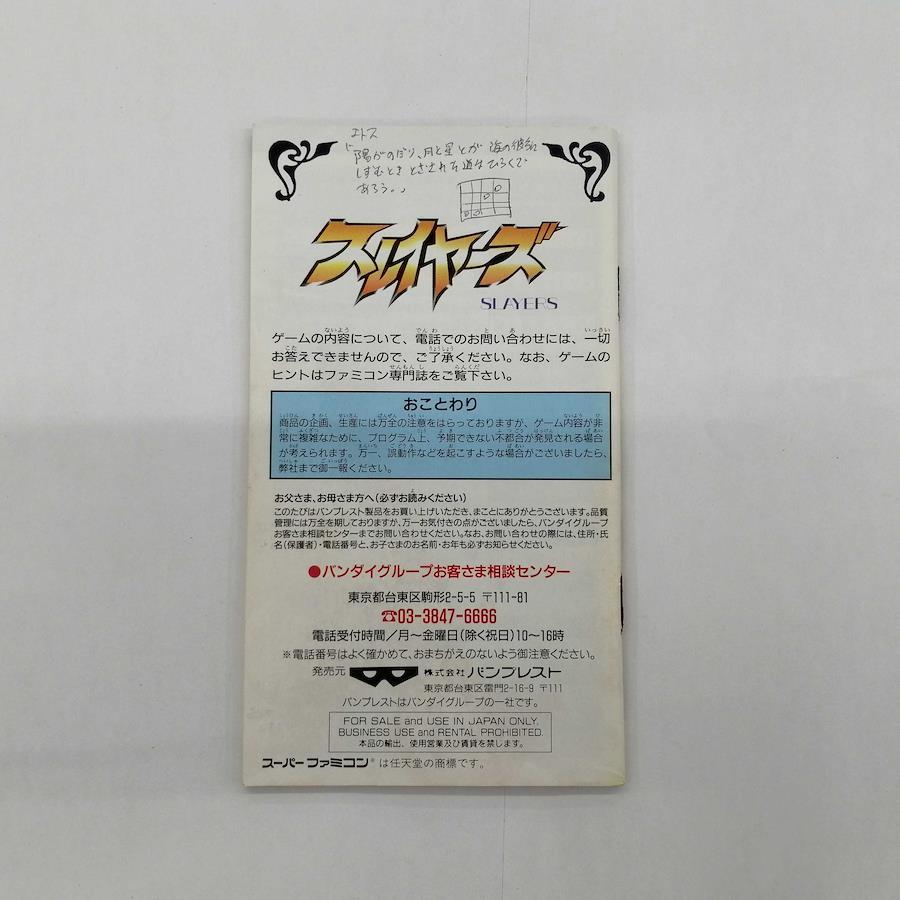 エトス
「陽がのぼり、月と星とが 海の彼方に
しずむとき とざされた道は ひらくで
あろう。」
スレイヤーズ
SLAYERS
ゲームの内容について、電話でのお問い合わせには、一切
お答えできませんので、ご了承ください。なお、ゲームの
ヒントはファミコン専門誌をご覧下さい。
おことわり
商品の企画、生産には万全の注意をはらっておりますが、ゲーム内容が非
常に複雑なために、プログラム上、予期できない不都合が発見される場合
が考えられます。万一、誤動作などを起こすような場合がございましたら、
弊社まで御一報ください。
お父さま、お母さま方へ(必ずお読みください)
このたびはバンプレスト製品をお買い上げいただき、まことにありがとうございます。品質
管理には万全を期しておりますが、万一お気付きの点がございましたら、バンダイグループ
お客さま相談センターまでお問い合わせください。なお、お問い合わせの際には、住所・氏
名(保護者)・電話番号と、お子さまのお名前・お年も必ずお知らせください。
●バンダイグループお客さま相談センター
東京都台東区駒形2-5-5 〒111-81
☎03-3847-6666
電話受付時間/月〜金曜日(除く祝日)10〜16時
※電話番号はよく確かめて、おまちがえのないよう御注意ください。
発売元 株式会社 バンプレスト
東京都台東区雷門2-16-9 〒111
バンプレストはバンダイグループの一社です。
FOR SALE and USE IN JAPAN ONLY.
BUSINESS USE and RENTAL PROHIBITED.
本品の輸出、使用営業及び賃貸を禁じます。
スーパーファミコン®は任天堂の商標です。